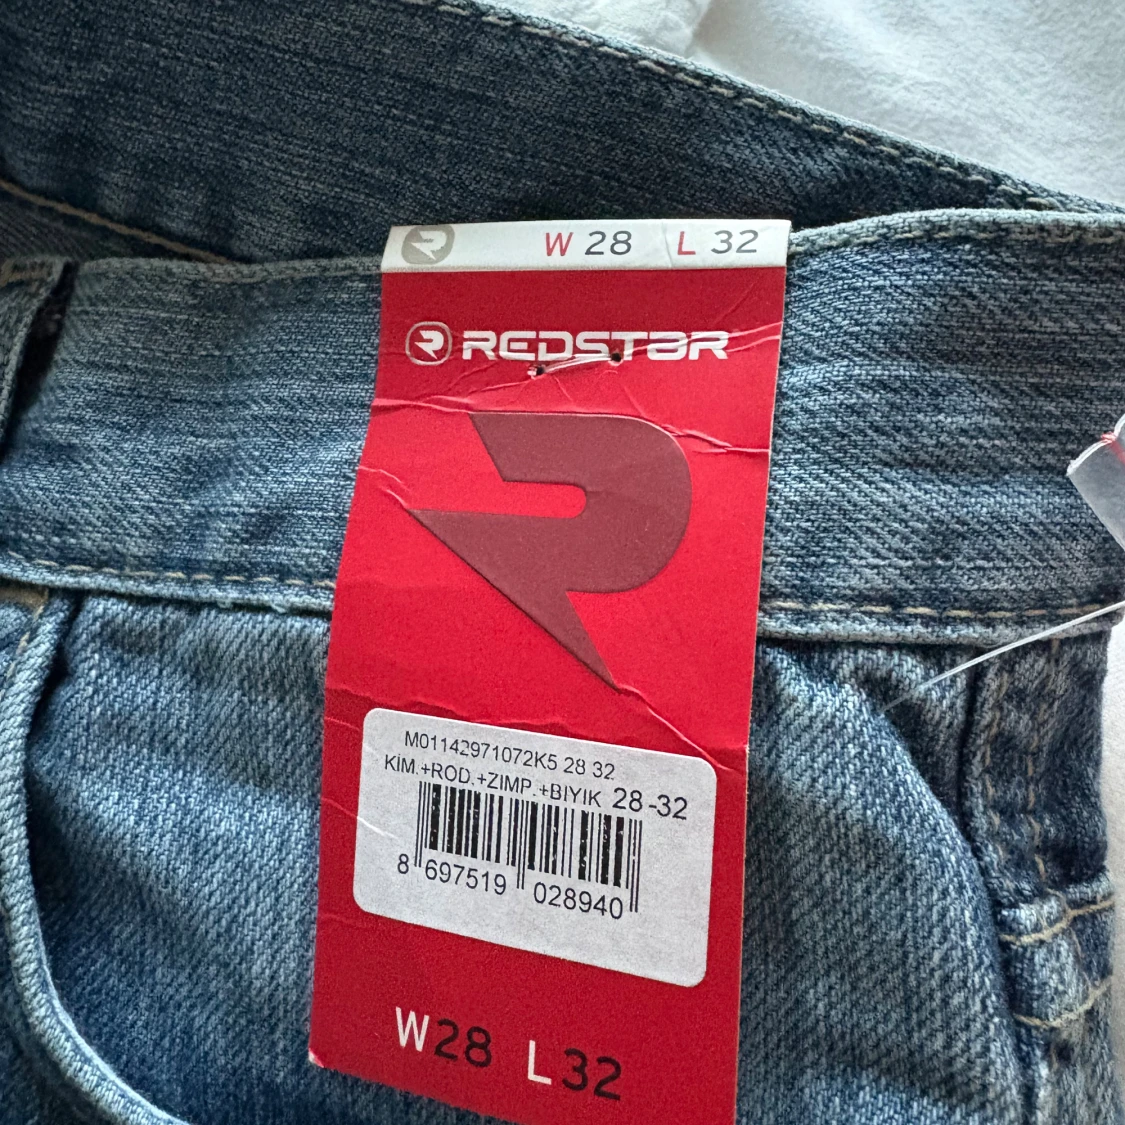 W 28 L 32
REDSTAR
M01142971072K5 28 32
KİM.+ROD.+ZIMP.+BIYIK 28-32
8 697519 028940
W28 L32